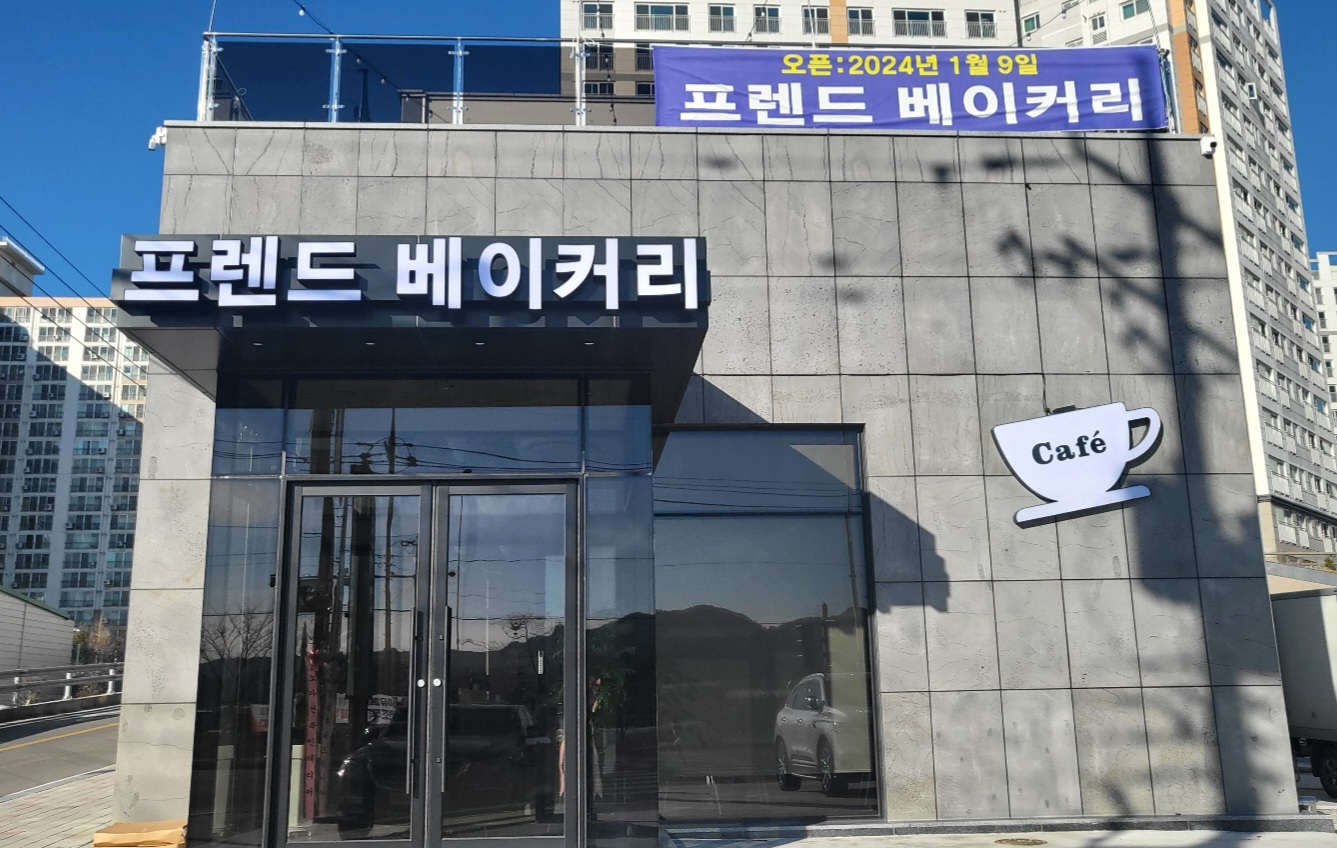 오픈:2024년 1월 9일
프렌드 베이커리
프렌드 베이커리
Café